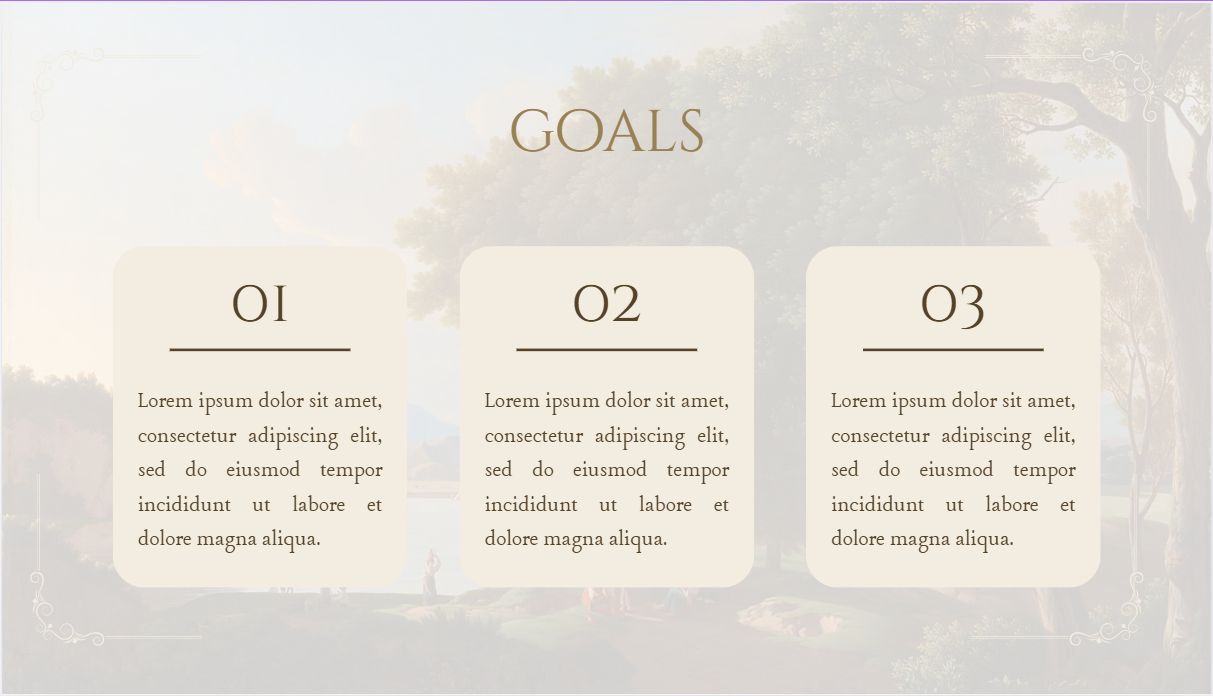 GOALS
01
Lorem ipsum dolor sit amet,
consectetur adipiscing elit,
sed do eiusmod tempor
incididunt ut labore et
dolore magna aliqua.
02
Lorem ipsum dolor sit amet,
consectetur adipiscing elit,
sed do eiusmod tempor
incididunt ut labore et
dolore magna aliqua.
03
Lorem ipsum dolor sit amet,
consectetur adipiscing elit,
sed do eiusmod tempor
incididunt ut labore et
dolore magna aliqua.